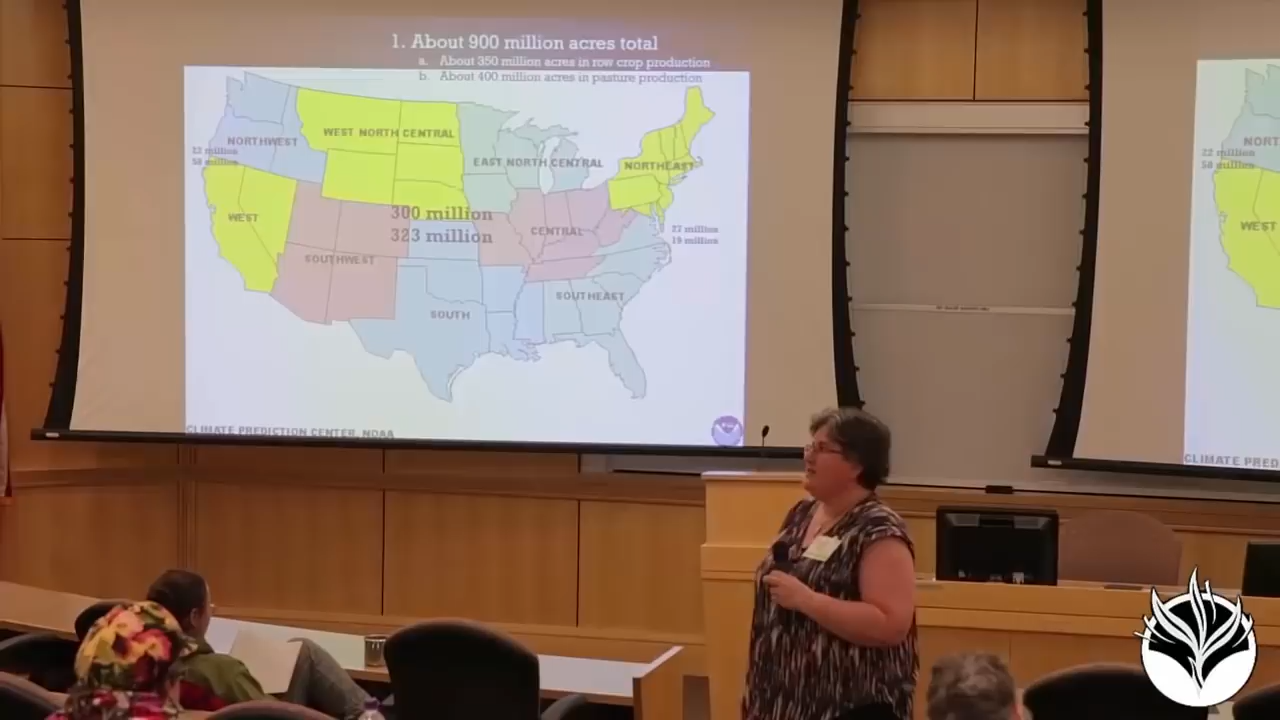 1. About 900 million acres total
a. About 350 million acres in row crop production
b. About 400 million acres in pasture production
NORTHWEST
WEST NORTH CENTRAL
EAST NORTH CENTRAL
NORTHEAST
22 million
58 million
WEST
300 million
323 million
CENTRAL
27 million
19 million
SOUTHWEST
SOUTHEAST
SOUTH
CLIMATE PREDICTION CENTER, NOAA
NORT
22 million
58 million
WEST
CLIMATE PRED